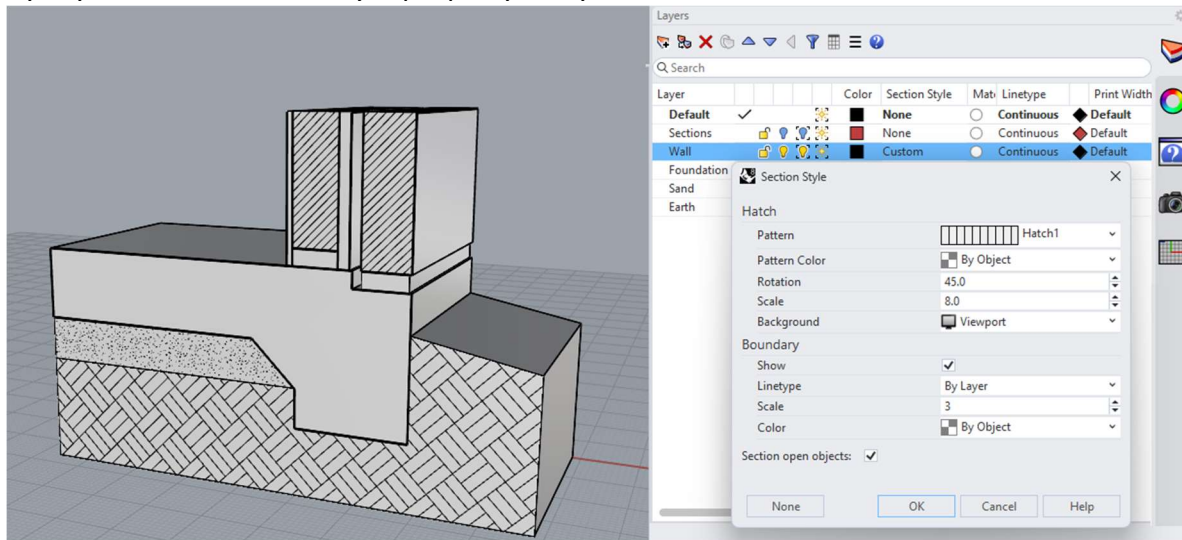 Layers
Search
Layer Color Section Style Mate Linetype Print Width
Default None Continuous Default
Sections None Continuous Default
Wall Custom Continuous Default
Foundation
Sand
Earth
Section Style
Hatch
Pattern Hatch1
Pattern Color By Object
Rotation 45.0
Scale 8.0
Background Viewport
Boundary
Show
Linetype By Layer
Scale 3
Color By Object
Section open objects:
None OK Cancel Help